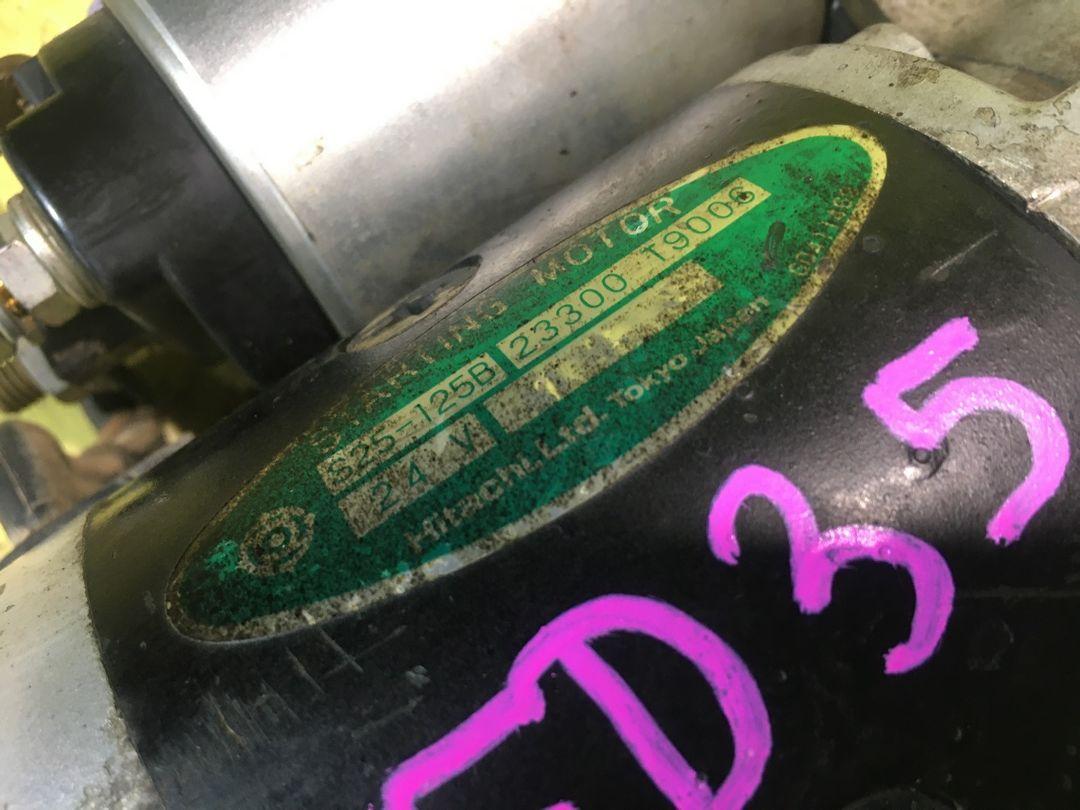 STARTING MOTOR
S25-125B 23300 T9006
24 V
Hitachi, Ltd. Tokyo Japan
D35